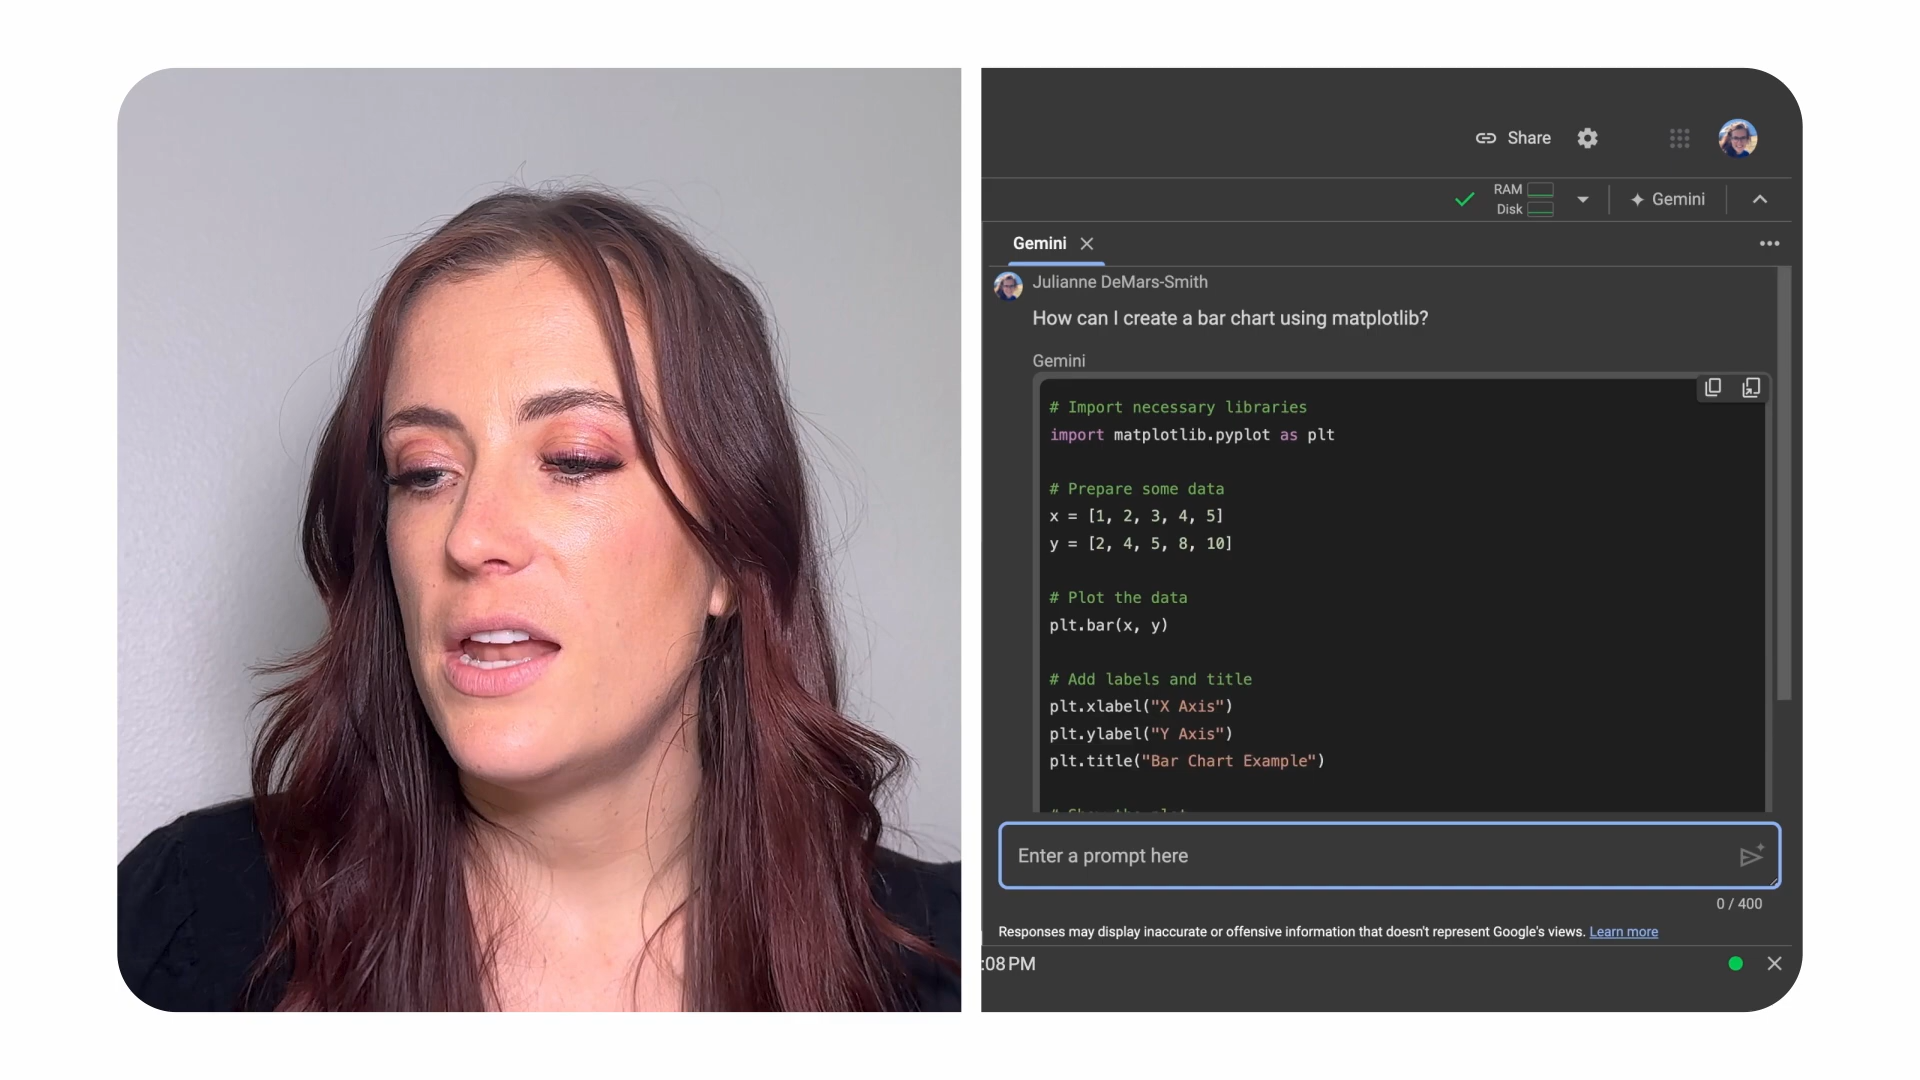 Share
RAM
Disk
Gemini
Gemini
Julianne DeMars-Smith
How can I create a bar chart using matplotlib?
Gemini
# Import necessary libraries
import matplotlib.pyplot as plt
# Prepare some data
x = [1, 2, 3, 4, 5]
y = [2, 4, 5, 8, 10]
# Plot the data
plt.bar(x, y)
# Add labels and title
plt.xlabel("X Axis")
plt.ylabel("Y Axis")
plt.title("Bar Chart Example")
Enter a prompt here
0 / 400
Responses may display inaccurate or offensive information that doesn't represent Google's views. Learn more
:08 PM